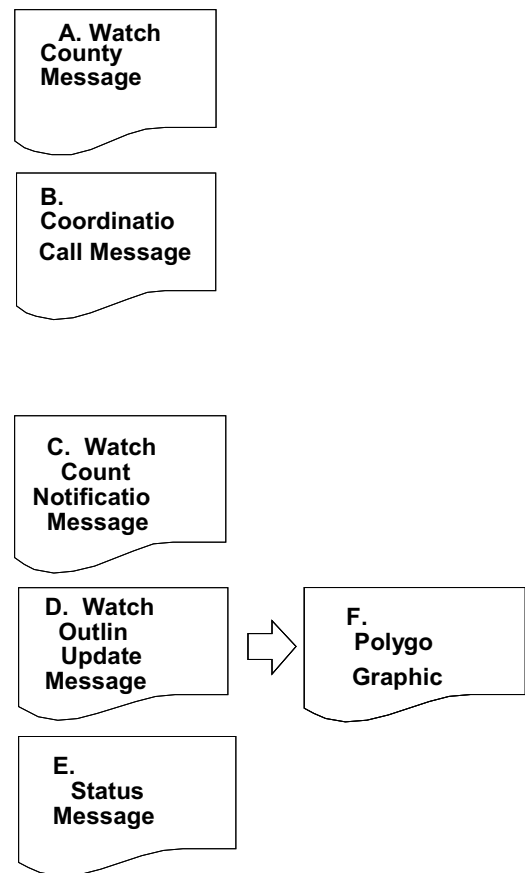 A. Watch
County
Message
B.
Coordinatio
Call Message
C. Watch
Count
Notificatio
Message
D. Watch
Outlin
Update
Message
F.
Polygo
Graphic
E.
Status
Message